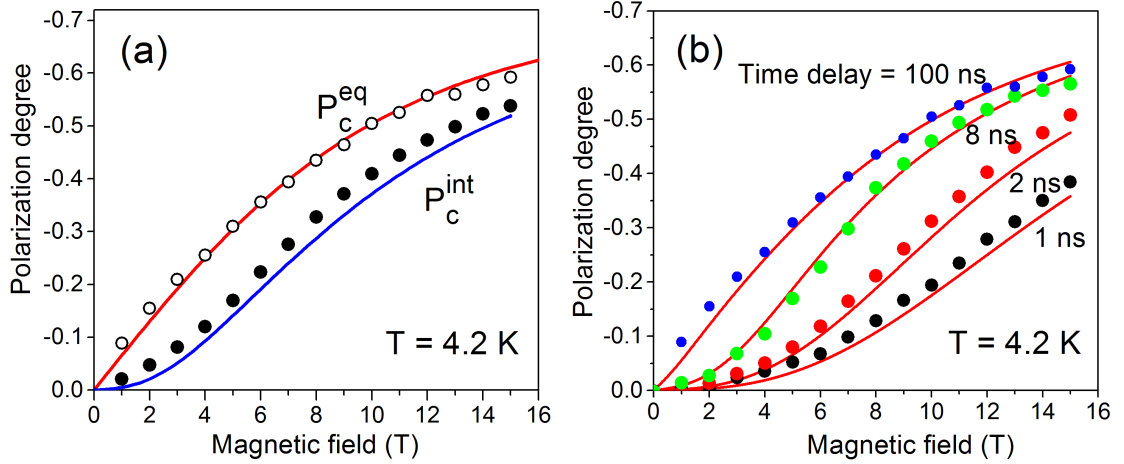 (a)
Polarization degree
-0.7
-0.6
-0.5
-0.4
-0.3
-0.2
-0.1
0.0
P_c^eq
P_c^int
T = 4.2 K
0 2 4 6 8 10 12 14 16
Magnetic field (T)
(b)
Polarization degree
-0.7
-0.6
-0.5
-0.4
-0.3
-0.2
-0.1
0.0
Time delay = 100 ns
8 ns
2 ns
1 ns
T = 4.2 K
0 2 4 6 8 10 12 14 16
Magnetic field (T)